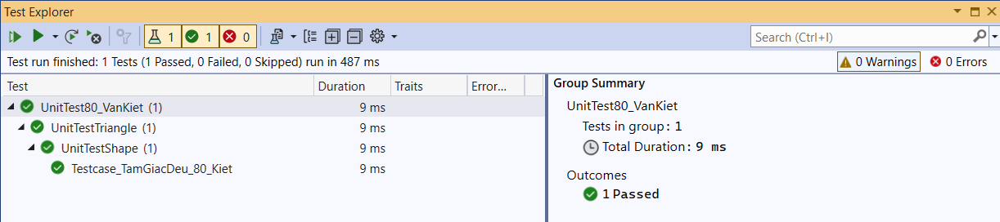 Test Explorer
1 1 0 Search (Ctrl+I)
Test run finished: 1 Tests (1 Passed, 0 Failed, 0 Skipped) run in 487 ms 0 Warnings 0 Errors
Test Duration Traits Error...
UnitTest80_VanKiet (1) 9 ms
UnitTestTriangle (1) 9 ms
UnitTestShape (1) 9 ms
Testcase_TamGiacDeu_80_Kiet 9 ms
Group Summary
UnitTest80_VanKiet
Tests in group: 1
Total Duration: 9 ms
Outcomes
1 Passed